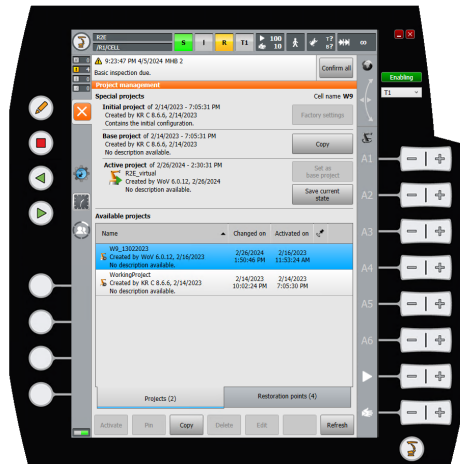 R2E
/R1/CELL
S I R T1 100 10 T? B? ∞
9:23:47 PM 4/5/2024 MHB 2
Basic inspection due.
Confirm all
Project management
Special projects Cell name W9
Initial project of 2/14/2023 - 7:05:31 PM
Created by KR C 8.6.6, 2/14/2023
Contains the initial configuration.
Factory settings
Base project of 2/14/2023 - 7:05:31 PM
Created by KR C 8.6.6, 2/14/2023
No description available.
Copy
Active project of 2/26/2024 - 2:30:31 PM
R2E_virtual
Created by WoV 6.0.12, 2/26/2024
No description available.
Set as
base project
Save current
state
Available projects
Name Changed on Activated on
W9_13022023
Created by WoV 6.0.12, 2/16/2023
No description available.
2/26/2024
1:50:46 PM
2/16/2023
11:53:24 AM
WorkingProject
Created by KR C 8.6.6, 2/14/2023
No description available.
2/14/2023
10:02:24 PM
2/14/2023
7:05:30 PM
Projects (2) Restoration points (4)
Activate Pin Copy Delete Edit Refresh
Enabling
T1
A1
A2
A3
A4
A5
A6